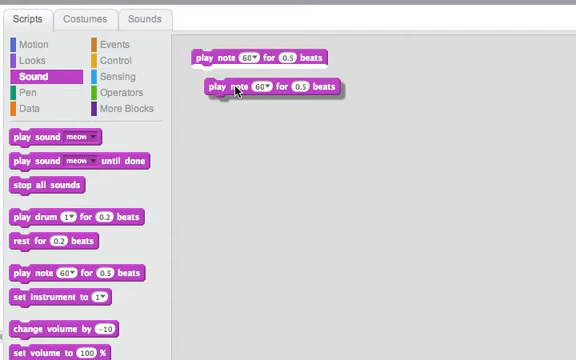 Scripts Costumes Sounds
Motion Events
Looks Control
Sound Sensing
Pen Operators
Data More Blocks
play sound meow
play sound meow until done
stop all sounds
play drum 1 for 0.2 beats
rest for 0.2 beats
play note 60 for 0.5 beats
set instrument to 1
change volume by -10
set volume to 100 %
play note 60 for 0.5 beats
play note 60 for 0.5 beats